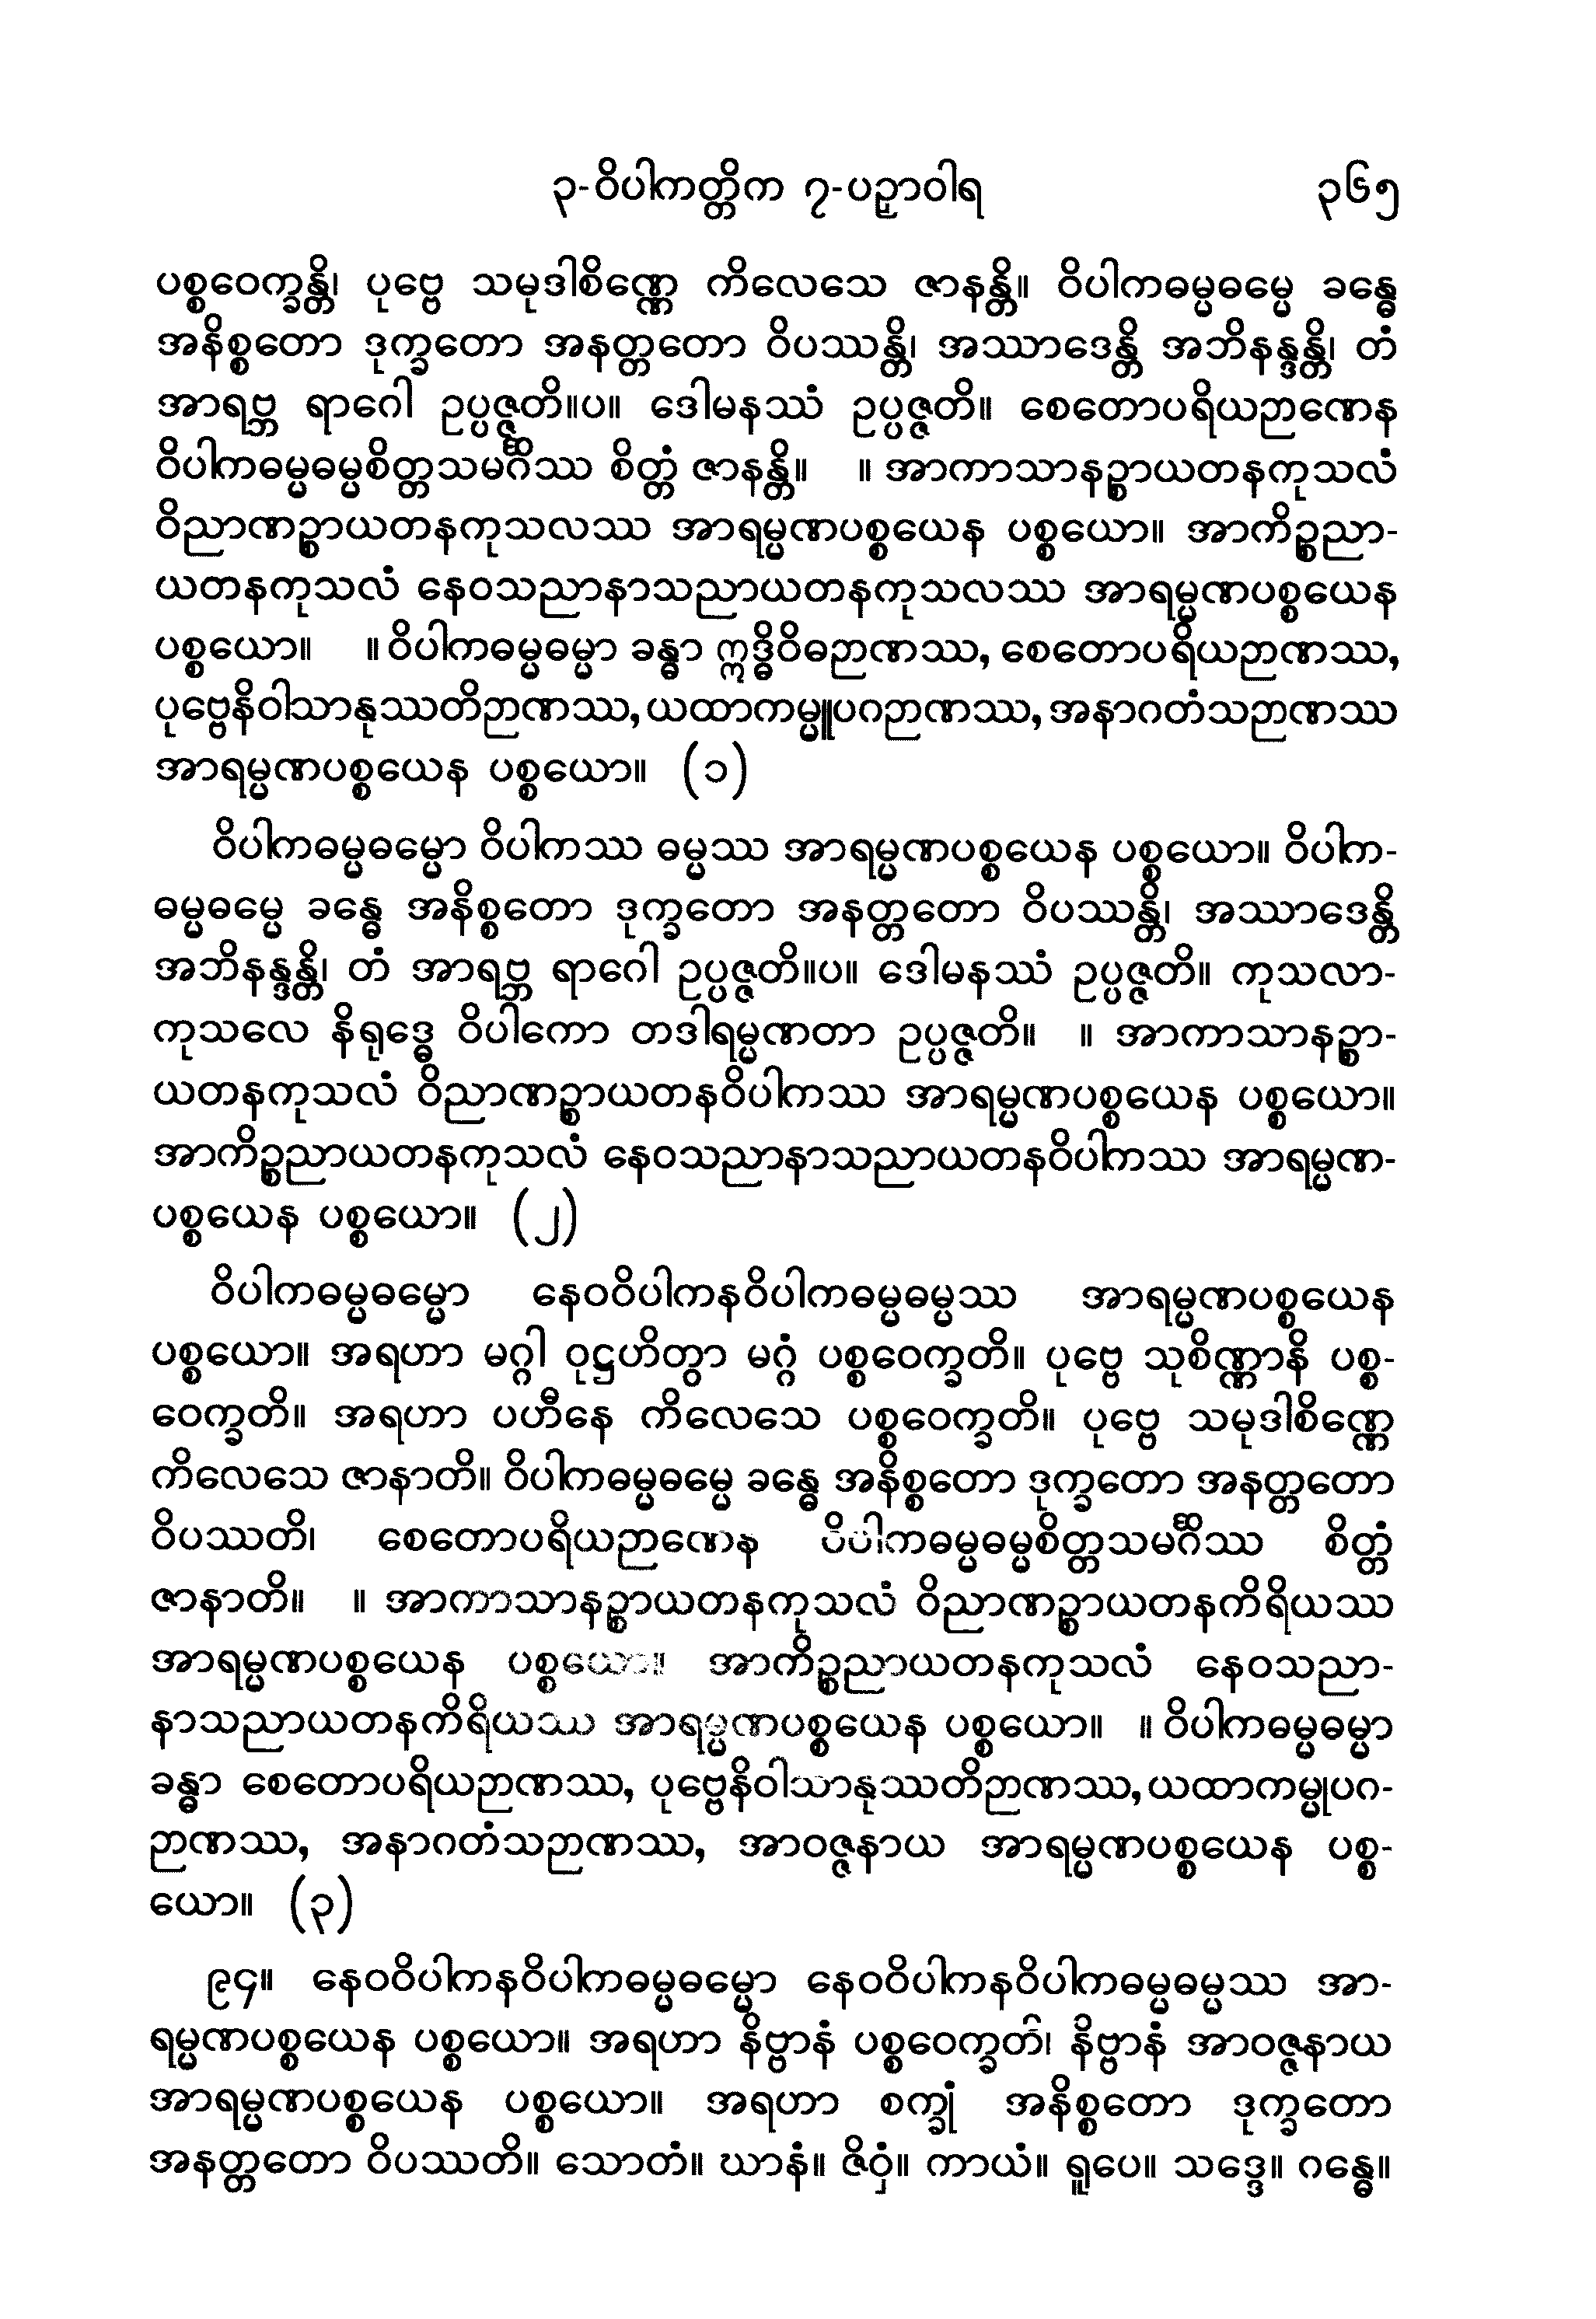 ၃-ဝိပါကတ္တိက ၇-ပဉှာဝါရ ၃၆၅
ပစ္စဝေက္ခန္တိ၊ ပုဗ္ဗေ သမုဒါစိဏ္ဏေ ကိလေသေ ဇာနန္တိ။ ဝိပါကဓမ္မဓမ္မေ ခန္ဓေ
အနိစ္စတော ဒုက္ခတော အနတ္တတော ဝိပဿန္တိ၊ အဿာဒေန္တိ အဘိနန္ဒန္တိ၊ တံ
အာရဗ္ဘ ရာဂေါ ဥပ္ပဇ္ဇတိ။ပ။ ဒေါမနဿံ ဥပ္ပဇ္ဇတိ။ စေတောပရိယဉာဏေန
ဝိပါကဓမ္မဓမ္မစိတ္တသမင်္ဂိဿ စိတ္တံ ဇာနန္တိ။ ။ အာကာသာနဉ္စာယတနကုသလံ
ဝိညာဏဉ္စာယတနကုသလဿ အာရမ္မဏပစ္စယေန ပစ္စယော။ အာကိဉ္စညာ-
ယတနကုသလံ နေဝသညာနာသညာယတနကုသလဿ အာရမ္မဏပစ္စယေန
ပစ္စယော။ ။ ဝိပါကဓမ္မဓမ္မာ ခန္ဓာ ဣဒ္ဓိဝိဓဉာဏဿ, စေတောပရိယဉာဏဿ,
ပုဗ္ဗေနိဝါသာနုဿတိဉာဏဿ, ယထာကမ္မူပဂဉာဏဿ, အနာဂတံသဉာဏဿ
အာရမ္မဏပစ္စယေန ပစ္စယော။ (၁)
ဝိပါကဓမ္မဓမ္မော ဝိပါကဿ ဓမ္မဿ အာရမ္မဏပစ္စယေန ပစ္စယော။ ဝိပါက-
ဓမ္မဓမ္မေ ခန္ဓေ အနိစ္စတော ဒုက္ခတော အနတ္တတော ဝိပဿန္တိ၊ အဿာဒေန္တိ
အဘိနန္ဒန္တိ၊ တံ အာရဗ္ဘ ရာဂေါ ဥပ္ပဇ္ဇတိ။ပ။ ဒေါမနဿံ ဥပ္ပဇ္ဇတိ။ ကုသလာ-
ကုသလေ နိရုဒ္ဓေ ဝိပါကော တဒါရမ္မဏတာ ဥပ္ပဇ္ဇတိ။ ။ အာကာသာနဉ္စာ-
ယတနကုသလံ ဝိညာဏဉ္စာယတနဝိပါကဿ အာရမ္မဏပစ္စယေန ပစ္စယော။
အာကိဉ္စညာယတနကုသလံ နေဝသညာနာသညာယတနဝိပါကဿ အာရမ္မဏ-
ပစ္စယေန ပစ္စယော။ (၂)
ဝိပါကဓမ္မဓမ္မော နေဝဝိပါကနဝိပါကဓမ္မဓမ္မဿ အာရမ္မဏပစ္စယေန
ပစ္စယော။ အရဟာ မဂ္ဂါ ဝုဋ္ဌဟိတွာ မဂ္ဂံ ပစ္စဝေက္ခတိ။ ပုဗ္ဗေ သုစိဏ္ဏာနိ ပစ္စ-
ဝေက္ခတိ။ အရဟာ ပဟီနေ ကိလေသေ ပစ္စဝေက္ခတိ။ ပုဗ္ဗေ သမုဒါစိဏ္ဏေ
ကိလေသေ ဇာနာတိ။ ဝိပါကဓမ္မဓမ္မေ ခန္ဓေ အနိစ္စတော ဒုက္ခတော အနတ္တတော
ဝိပဿတိ၊ စေတောပရိယဉာဏေန ဝိပါကဓမ္မဓမ္မစိတ္တသမင်္ဂိဿ စိတ္တံ
ဇာနာတိ။ ။ အာကာသာနဉ္စာယတနကုသလံ ဝိညာဏဉ္စာယတနကိရိယဿ
အာရမ္မဏပစ္စယေန ပစ္စယော။ အာကိဉ္စညာယတနကုသလံ နေဝသညာ-
နာသညာယတနကိရိယဿ အာရမ္မဏပစ္စယေန ပစ္စယော။ ။ ဝိပါကဓမ္မဓမ္မာ
ခန္ဓာ စေတောပရိယဉာဏဿ, ပုဗ္ဗေနိဝါသာနုဿတိဉာဏဿ, ယထာကမ္မုပဂ-
ဉာဏဿ, အနာဂတံသဉာဏဿ, အာဝဇ္ဇနာယ အာရမ္မဏပစ္စယေန ပစ္စ-
ယော။ (၃)
၉၄။ နေဝဝိပါကနဝိပါကဓမ္မဓမ္မော နေဝဝိပါကနဝိပါကဓမ္မဓမ္မဿ အာ-
ရမ္မဏပစ္စယေန ပစ္စယော။ အရဟာ နိဗ္ဗာနံ ပစ္စဝေက္ခတိ၊ နိဗ္ဗာနံ အာဝဇ္ဇနာယ
အာရမ္မဏပစ္စယေန ပစ္စယော။ အရဟာ စက္ခုံ အနိစ္စတော ဒုက္ခတော
အနတ္တတော ဝိပဿတိ။ သောတံ။ ဃာနံ။ ဇိဝှံ။ ကာယံ။ ရူပေ။ သဒ္ဒေ။ ဂန္ဓေ။